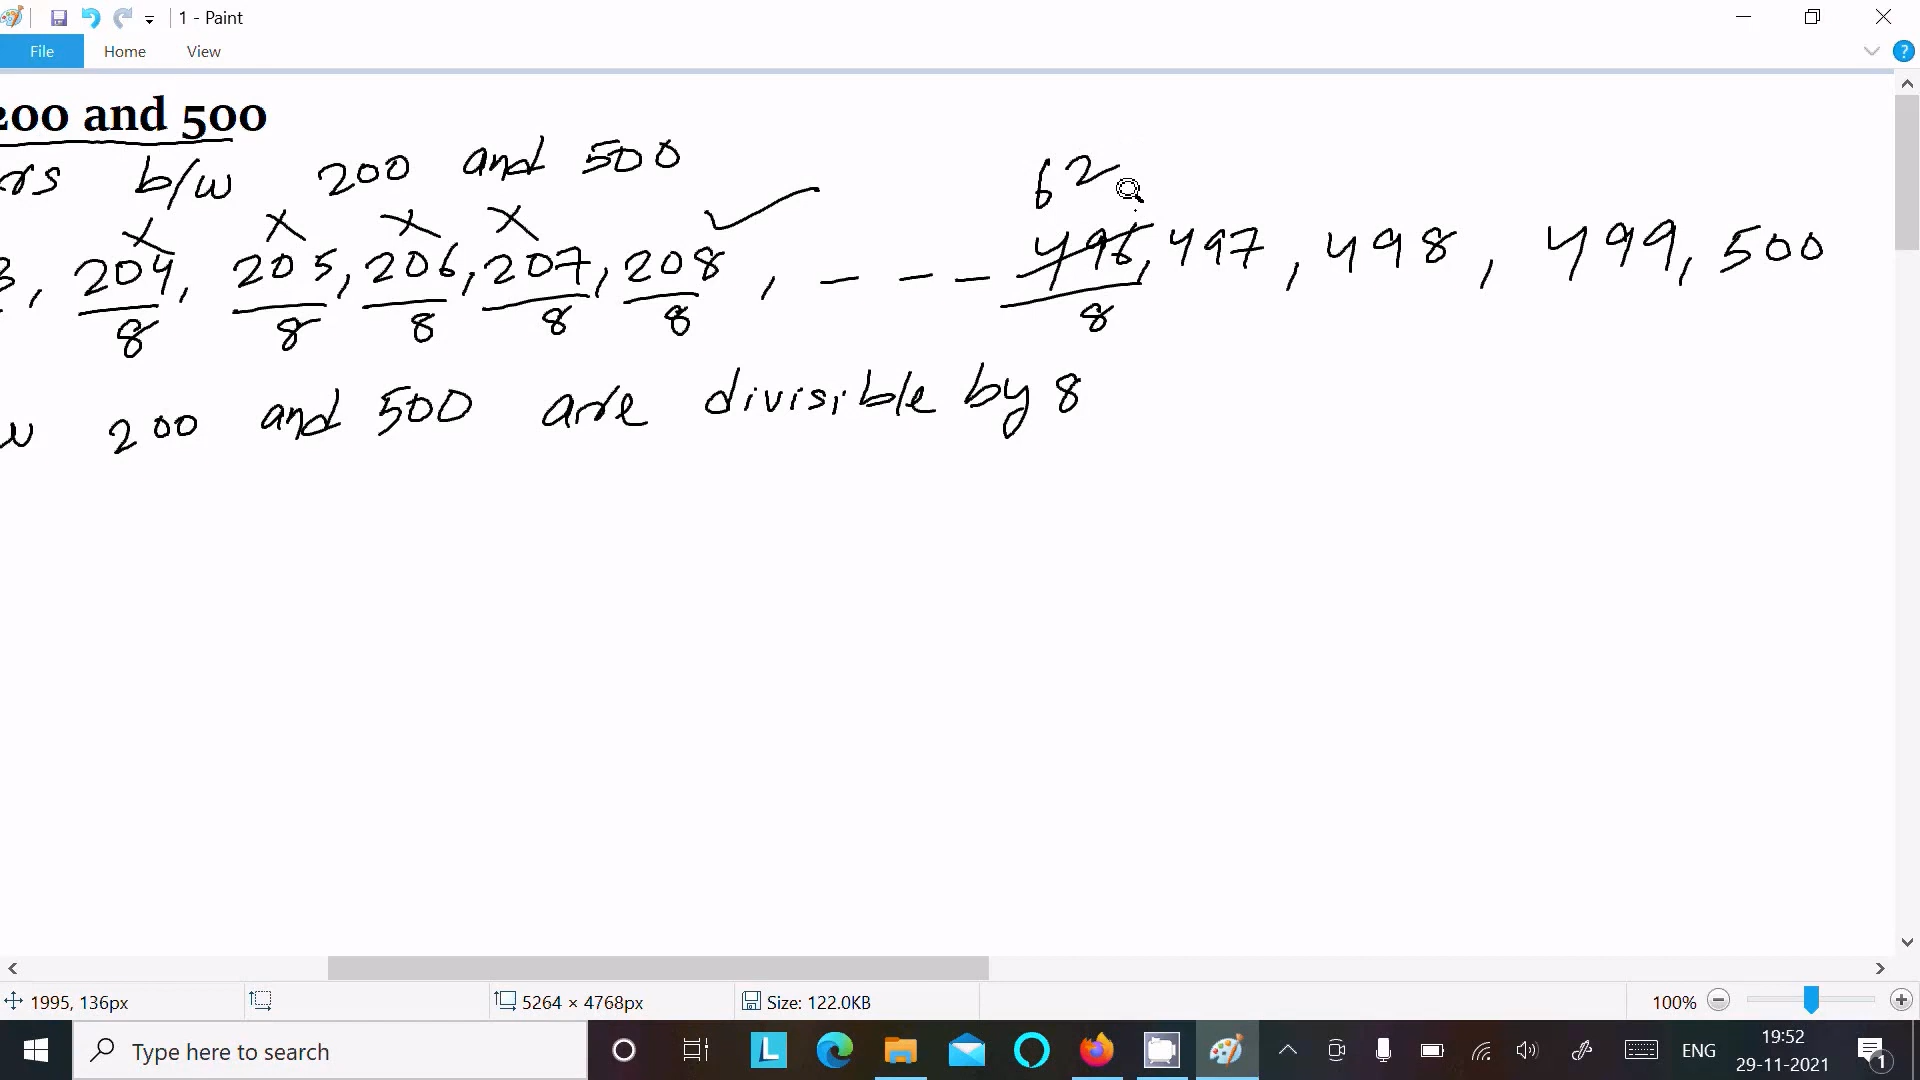 1 - Paint
File Home View
200 and 500
rs b/w 200 and 500
62
3, 204, 205, 206, 207, 208, - - - 496, 497, 498, 499, 500
8 8 8 8 8 8
w 200 and 500 are divisible by 8
1995, 136px 5264 × 4768px Size: 122.0KB 100%
Type here to search
L
ENG
19:52
29-11-2021
1